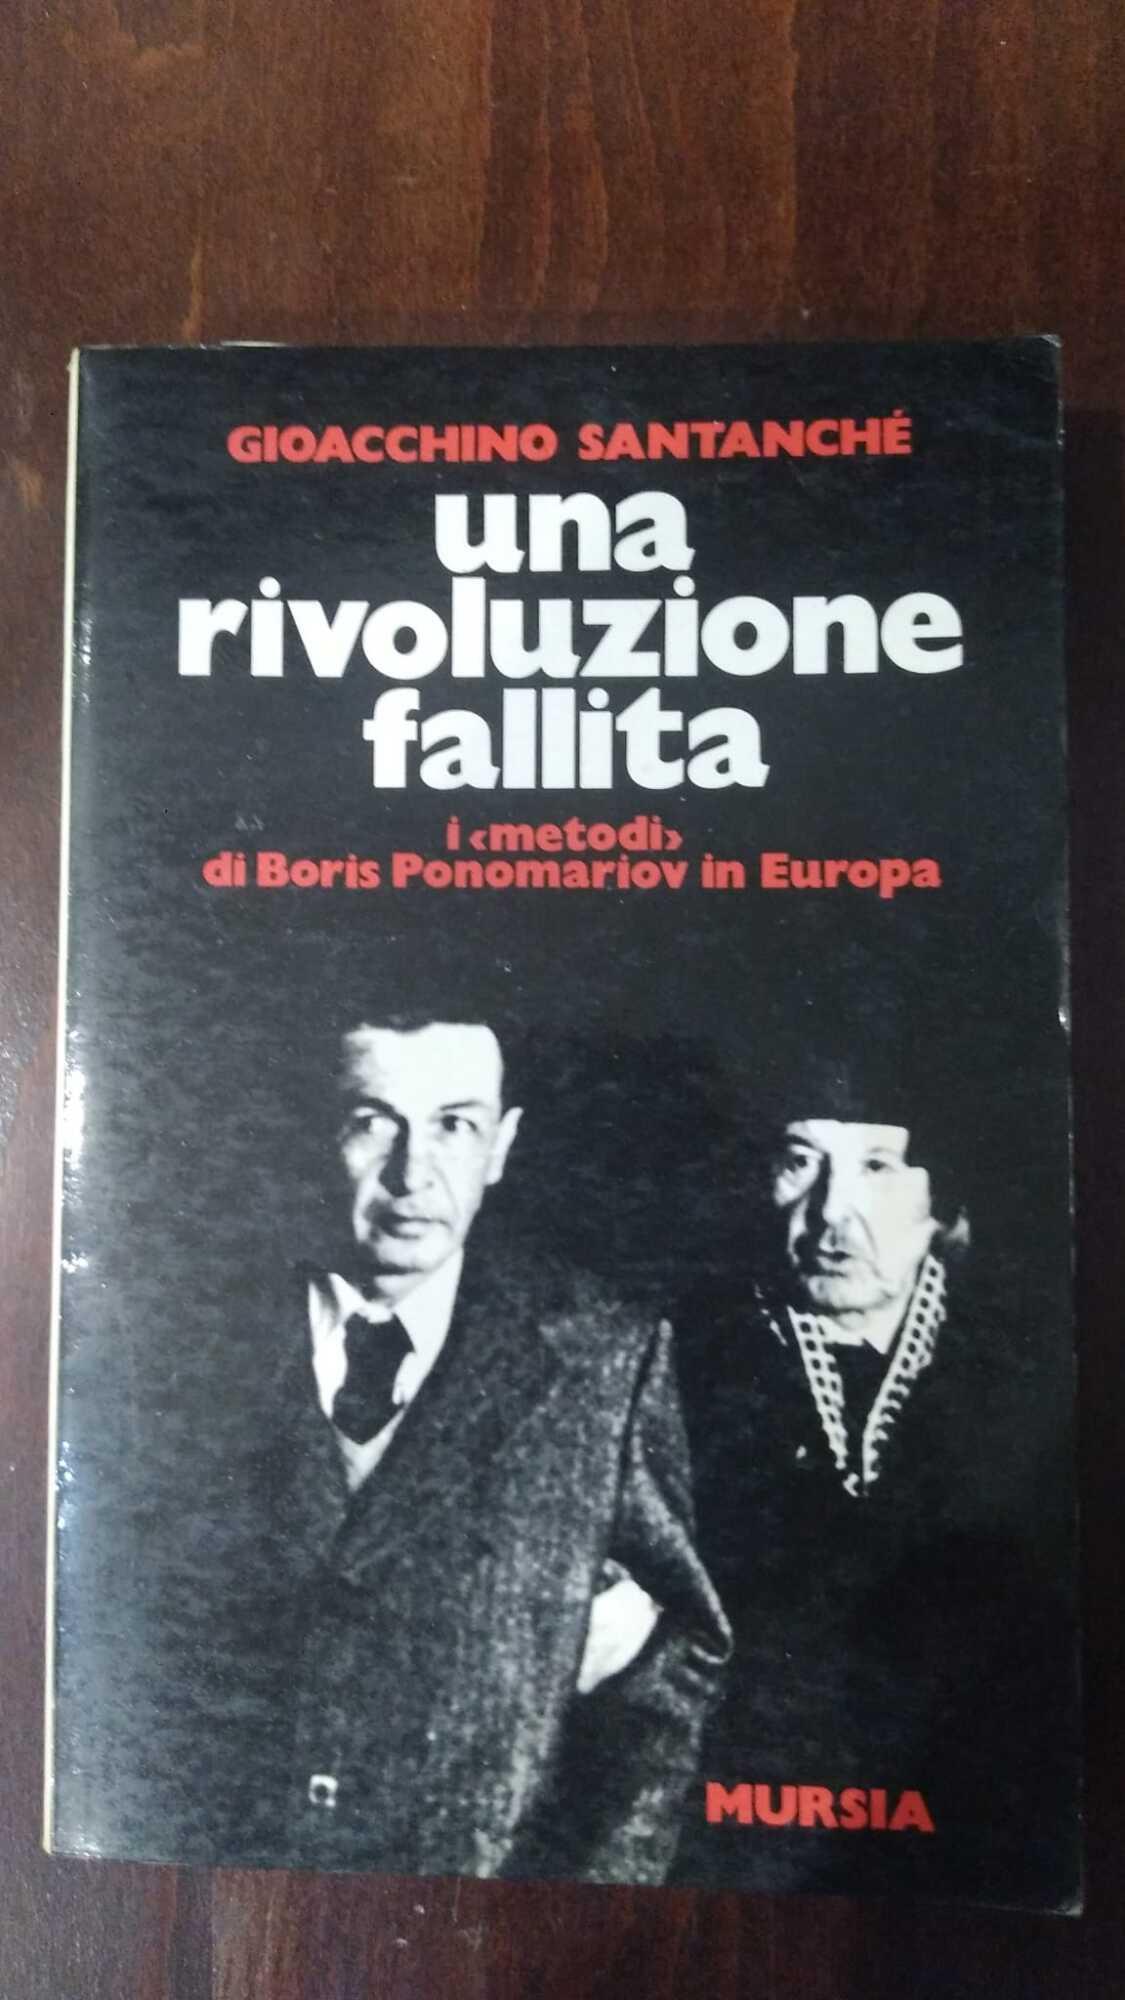 GIOACCHINO SANTANCHÉ
una
rivoluzione
fallita
i ‹metodi›
di Boris Ponomariov in Europa
MURSIA